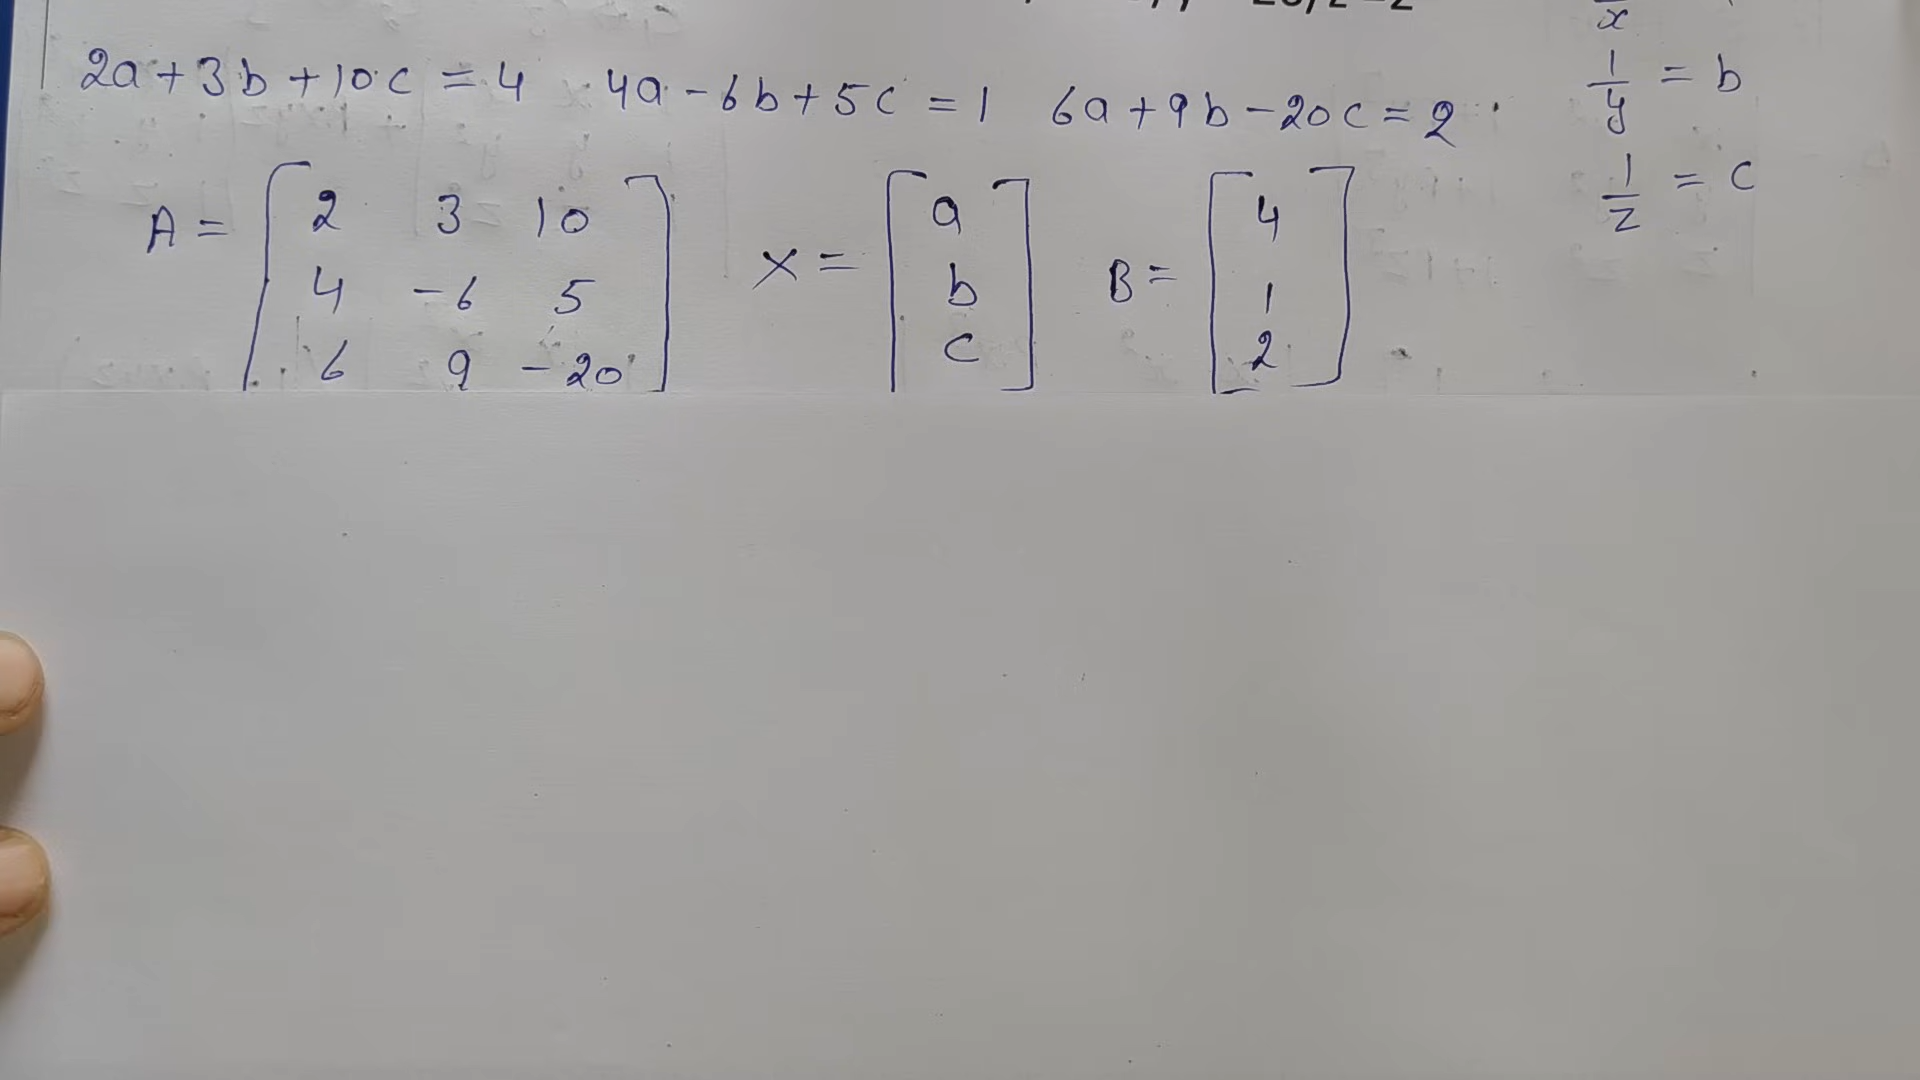 x
2a + 3b + 10c = 4 4a - 6b + 5c = 1 6a + 9b - 20c = 2
1/y = b
1/z = c
A = [ 2 3 10
4 -6 5
6 9 -20 ]
X = [ a
b
c ]
B = [ 4
1
2 ]